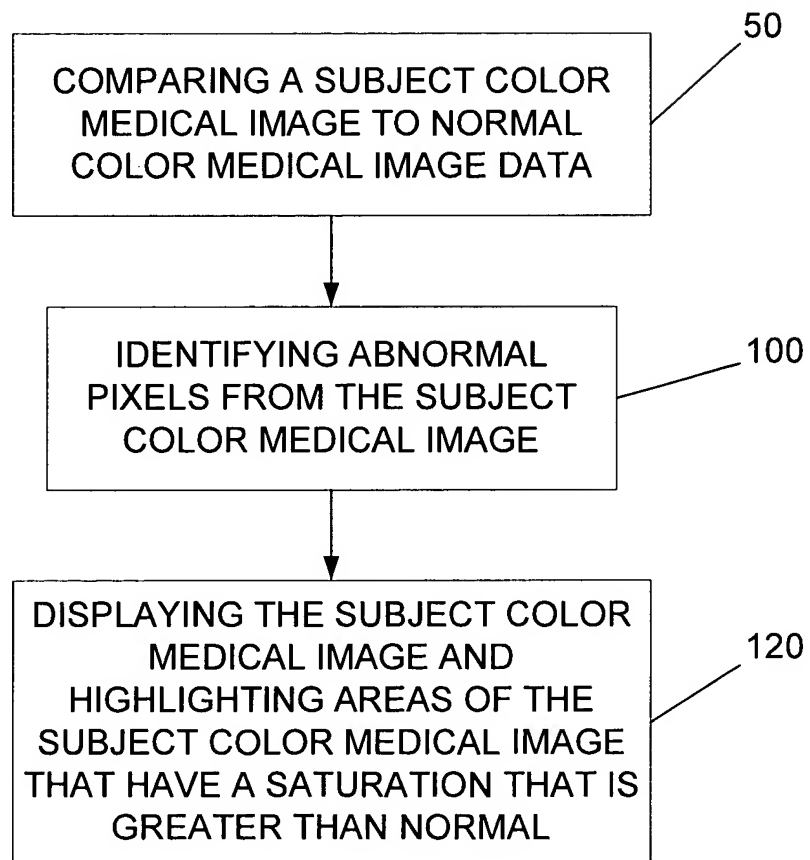 50
COMPARING A SUBJECT COLOR
MEDICAL IMAGE TO NORMAL
COLOR MEDICAL IMAGE DATA
100
IDENTIFYING ABNORMAL
PIXELS FROM THE SUBJECT
COLOR MEDICAL IMAGE
120
DISPLAYING THE SUBJECT COLOR
MEDICAL IMAGE AND
HIGHLIGHTING AREAS OF THE
SUBJECT COLOR MEDICAL IMAGE
THAT HAVE A SATURATION THAT IS
GREATER THAN NORMAL